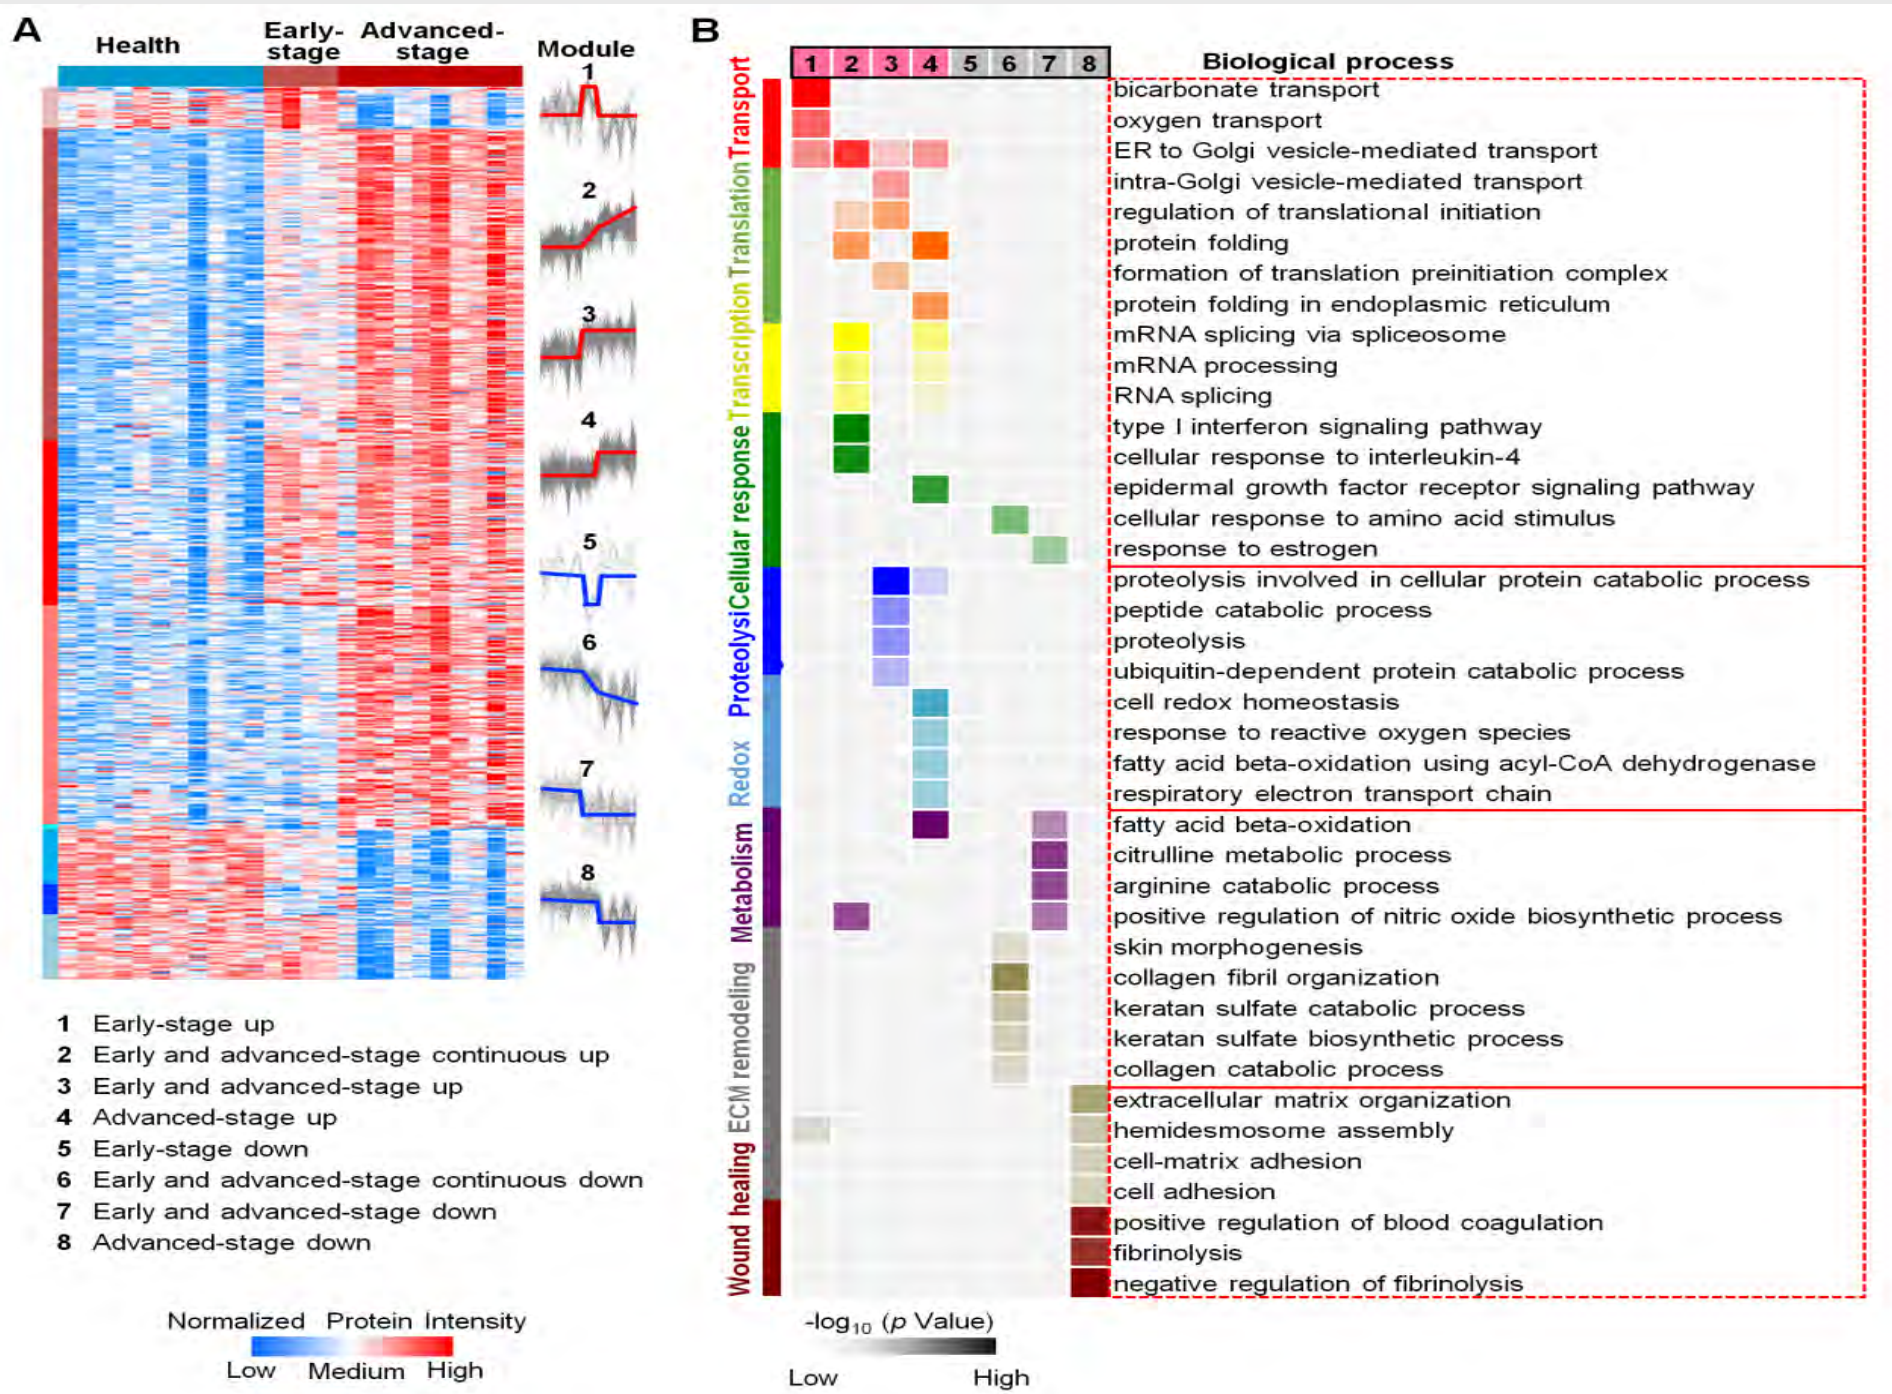 A
Health
Early-
stage
Advanced-
stage
Module
1
2
3
4
5
6
7
8
1 Early-stage up
2 Early and advanced-stage continuous up
3 Early and advanced-stage up
4 Advanced-stage up
5 Early-stage down
6 Early and advanced-stage continuous down
7 Early and advanced-stage down
8 Advanced-stage down
Normalized Protein Intensity
Low Medium High
B
1 2 3 4 5 6 7 8
Biological process
Transport
Translation
Transcription
Cellular response
Proteolysi
Redox
Metabolism
ECM remodeling
Wound healing
bicarbonate transport
oxygen transport
ER to Golgi vesicle-mediated transport
intra-Golgi vesicle-mediated transport
regulation of translational initiation
protein folding
formation of translation preinitiation complex
protein folding in endoplasmic reticulum
mRNA splicing via spliceosome
mRNA processing
RNA splicing
type I interferon signaling pathway
cellular response to interleukin-4
epidermal growth factor receptor signaling pathway
cellular response to amino acid stimulus
response to estrogen
proteolysis involved in cellular protein catabolic process
peptide catabolic process
proteolysis
ubiquitin-dependent protein catabolic process
cell redox homeostasis
response to reactive oxygen species
fatty acid beta-oxidation using acyl-CoA dehydrogenase
respiratory electron transport chain
fatty acid beta-oxidation
citrulline metabolic process
arginine catabolic process
positive regulation of nitric oxide biosynthetic process
skin morphogenesis
collagen fibril organization
keratan sulfate catabolic process
keratan sulfate biosynthetic process
collagen catabolic process
extracellular matrix organization
hemidesmosome assembly
cell-matrix adhesion
cell adhesion
positive regulation of blood coagulation
fibrinolysis
negative regulation of fibrinolysis
-log10 (p Value)
Low High